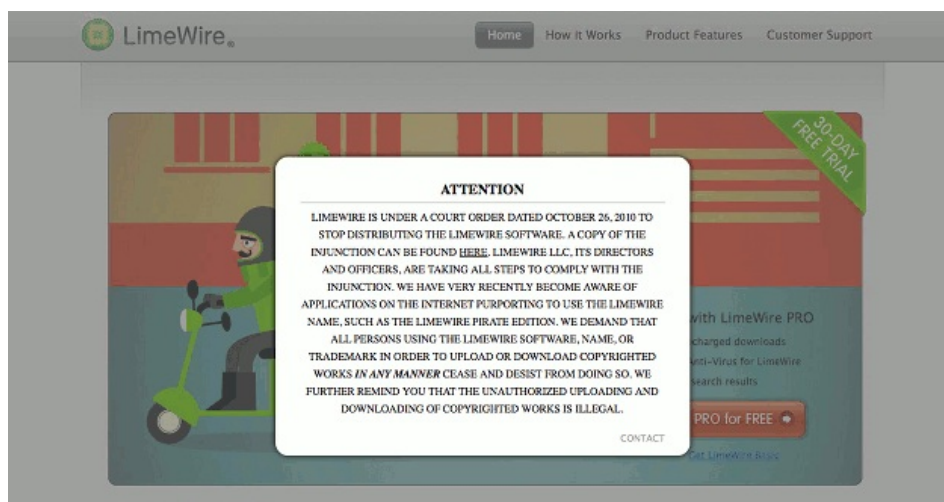 LimeWire®
Home How It Works Product Features Customer Support
30-DAY
FREE TRIAL
ATTENTION
LIMEWIRE IS UNDER A COURT ORDER DATED OCTOBER 26, 2010 TO
STOP DISTRIBUTING THE LIMEWIRE SOFTWARE. A COPY OF THE
INJUNCTION CAN BE FOUND HERE. LIMEWIRE LLC, ITS DIRECTORS
AND OFFICERS, ARE TAKING ALL STEPS TO COMPLY WITH THE
INJUNCTION. WE HAVE VERY RECENTLY BECOME AWARE OF
APPLICATIONS ON THE INTERNET PURPORTING TO USE THE LIMEWIRE
NAME, SUCH AS THE LIMEWIRE PIRATE EDITION. WE DEMAND THAT
ALL PERSONS USING THE LIMEWIRE SOFTWARE, NAME, OR
TRADEMARK IN ORDER TO UPLOAD OR DOWNLOAD COPYRIGHTED
WORKS IN ANY MANNER CEASE AND DESIST FROM DOING SO. WE
FURTHER REMIND YOU THAT THE UNAUTHORIZED UPLOADING AND
DOWNLOADING OF COPYRIGHTED WORKS IS ILLEGAL.
CONTACT
with LimeWire PRO
charged downloads
Anti-Virus for LimeWire
search results
PRO for FREE
Get LimeWire Basic